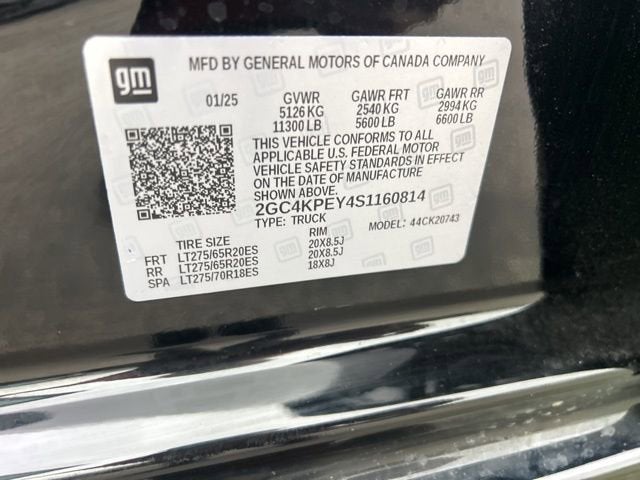 gm
MFD BY GENERAL MOTORS OF CANADA COMPANY
01/25 GVWR GAWR FRT GAWR RR
5126 KG 2540 KG 2994 KG
11300 LB 5600 LB 6600 LB
THIS VEHICLE CONFORMS TO ALL
APPLICABLE U.S. FEDERAL MOTOR
VEHICLE SAFETY STANDARDS IN EFFECT
ON THE DATE OF MANUFACTURE
SHOWN ABOVE.
2GC4KPEY4S1160814
TYPE: TRUCK MODEL: 44CK20743
TIRE SIZE RIM
FRT LT275/65R20ES 20X8.5J
RR LT275/65R20ES 20X8.5J
SPA LT275/70R18ES 18X8J